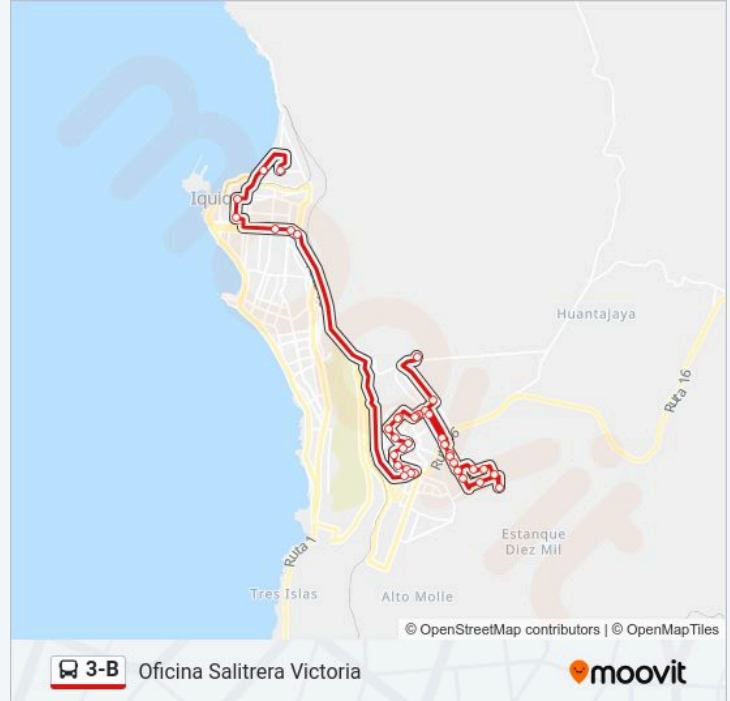 Iquiq
Huantajaya
Ruta 16
Ruta 16
Estanque
Diez Mil
Ruta 1
Tres Islas
Alto Molle
© OpenStreetMap contributors | © OpenMapTiles
3-B Oficina Salitrera Victoria
moovit